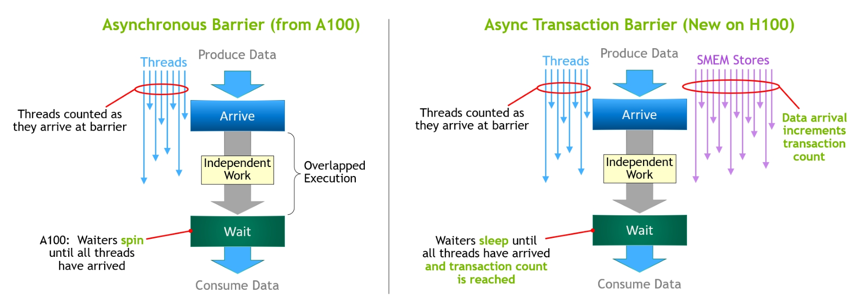 Asynchronous Barrier (from A100)
Produce Data
Threads
Threads counted as
they arrive at barrier
Arrive
Independent
Work
Overlapped
Execution
A100: Waiters spin
until all threads
have arrived
Wait
Consume Data
Async Transaction Barrier (New on H100)
Produce Data
Threads
SMEM Stores
Threads counted as
they arrive at barrier
Arrive
Data arrival
increments
transaction
count
Independent
Work
Waiters sleep until
all threads have arrived
and transaction count
is reached
Wait
Consume Data